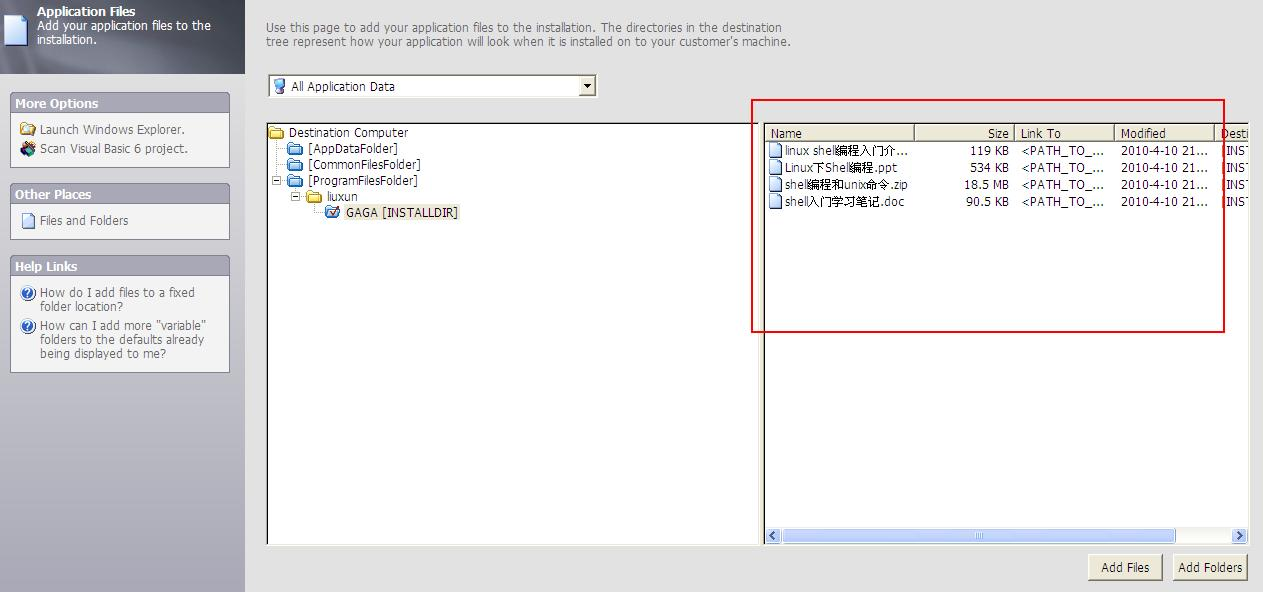 Application Files
Add your application files to the
installation.
More Options
Launch Windows Explorer.
Scan Visual Basic 6 project.
Other Places
Files and Folders
Help Links
How do I add files to a fixed
folder location?
How can I add more "variable"
folders to the defaults already
being displayed to me?
Use this page to add your application files to the installation. The directories in the destination
tree represent how your application will look when it is installed on to your customer's machine.
All Application Data
Destination Computer
[AppDataFolder]
[CommonFilesFolder]
[ProgramFilesFolder]
liuxun
GAGA [INSTALLDIR]
Name Size Link To Modified Desti
linux shell编程入门介... 119 KB <PATH_TO_... 2010-4-10 21... [INST
Linux下Shell编程.ppt 534 KB <PATH_TO_... 2010-4-10 21... [INST
shell编程和unix命令.zip 18.5 MB <PATH_TO_... 2010-4-10 21... [INST
shell入门学习笔记.doc 90.5 KB <PATH_TO_... 2010-4-10 21... [INST
Add Files Add Folders